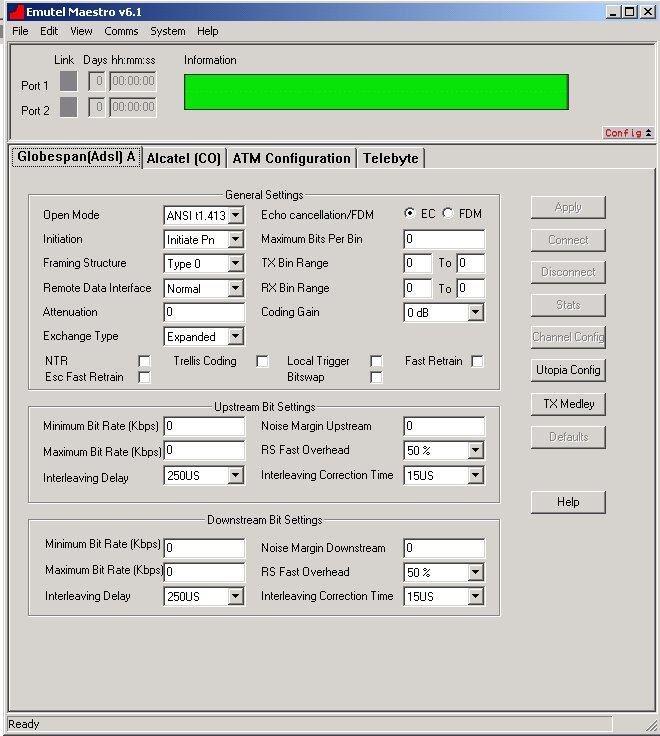 Emutel Maestro v6.1
File Edit View Comms System Help
Link Days hh:mm:ss Information
Port 1 0 00:00:00
Port 2 0 00:00:00
Config
Globespan(Adsl) A Alcatel (CO) ATM Configuration Telebyte
General Settings
Open Mode ANSI t1.413 Echo cancellation/FDM EC FDM Apply
Initiation Initiate Pn Maximum Bits Per Bin 0 Connect
Framing Structure Type 0 TX Bin Range 0 To 0 Disconnect
Remote Data Interface Normal RX Bin Range 0 To 0 Stats
Attenuation 0 Coding Gain 0 dB
Exchange Type Expanded Channel Config
NTR Trellis Coding Local Trigger Fast Retrain
Esc Fast Retrain Bitswap Utopia Config
Upstream Bit Settings TX Medley
Minimum Bit Rate (Kbps) 0 Noise Margin Upstream 0 Defaults
Maximum Bit Rate (Kbps) 0 RS Fast Overhead 50 %
Interleaving Delay 250US Interleaving Correction Time 15US
Help
Downstream Bit Settings
Minimum Bit Rate (Kbps) 0 Noise Margin Downstream 0
Maximum Bit Rate (Kbps) 0 RS Fast Overhead 50 %
Interleaving Delay 250US Interleaving Correction Time 15US
Ready